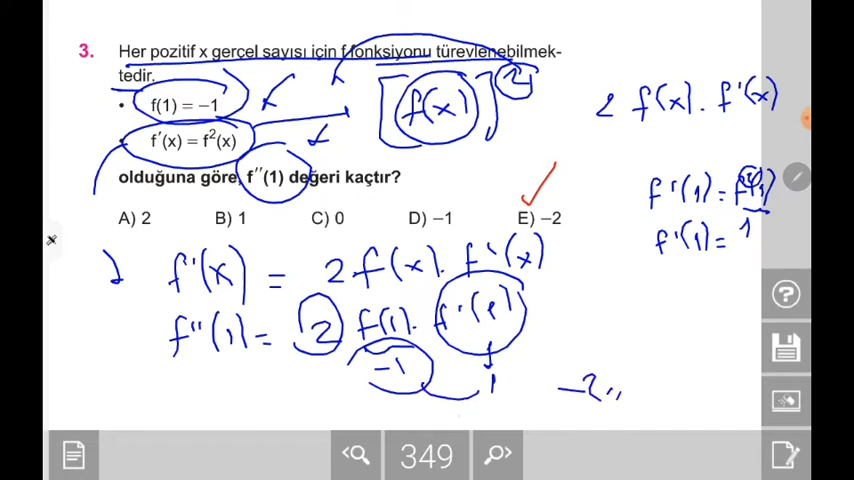 3. Her pozitif x gerçel sayısı için f fonksiyonu türevlenebilmek-
tedir.
• f(1) = −1
• f′(x) = f²(x)
olduğuna göre, f′′(1) değeri kaçtır?
A) 2 B) 1 C) 0 D) −1 E) −2
[f(x)]²
2 f(x). f'(x)
f'(1) = f²(1)
f'(1) = 1
f''(x) = 2 f(x). f'(x)
f''(1) = 2 f(1). f'(1)
−1 1 −2,,
349